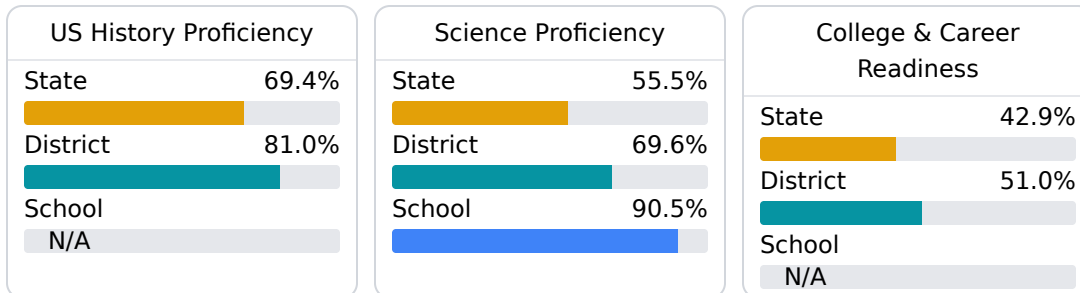 US History Proficiency
State 69.4%
District 81.0%
School
N/A
Science Proficiency
State 55.5%
District 69.6%
School 90.5%
College & Career
Readiness
State 42.9%
District 51.0%
School
N/A